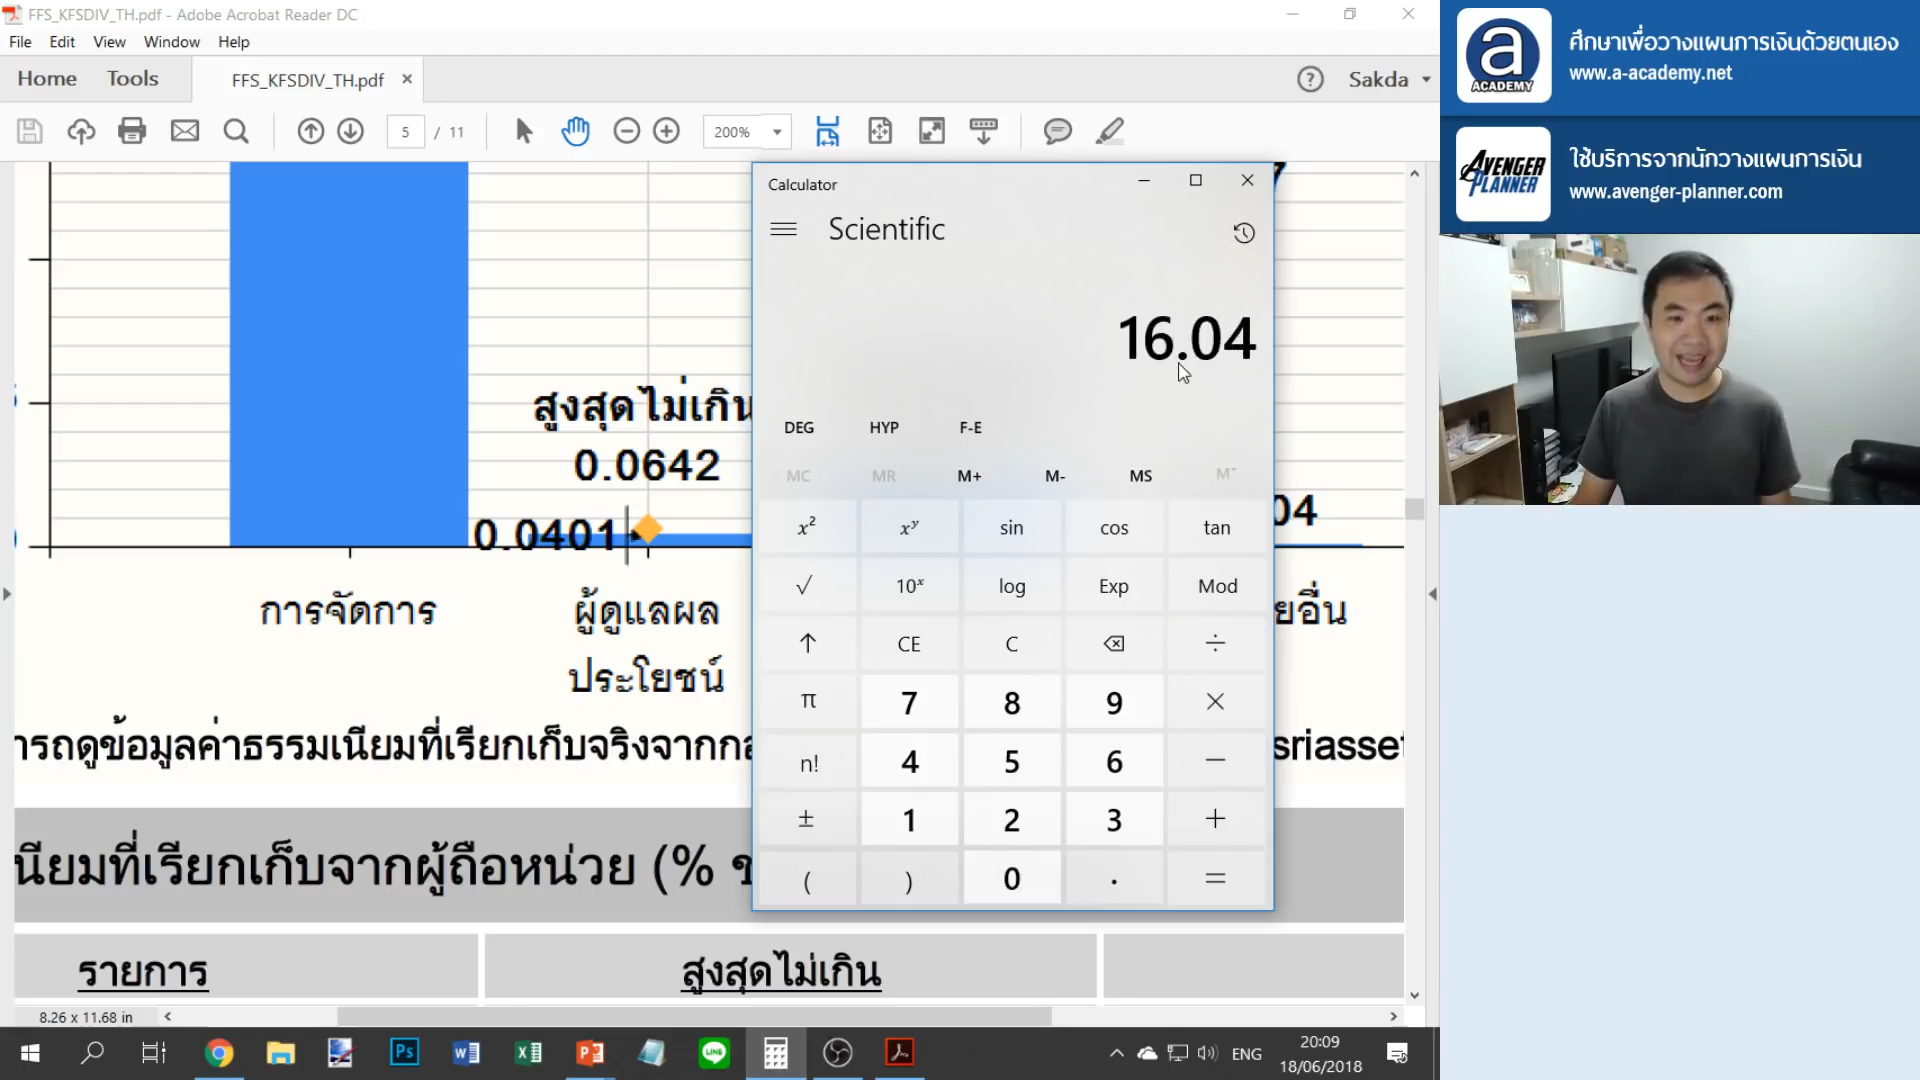 FFS_KFSDIV_TH.pdf - Adobe Acrobat Reader DC
File Edit View Window Help
Home Tools FFS_KFSDIV_TH.pdf × Sakda
5 / 11 200%
สูงสุดไม่เกิน
0.0642
0.0401
04
การจัดการ
ผู้ดูแลผล
ประโยชน์
ยอื่น
ารถดูข้อมูลค่าธรรมเนียมที่เรียกเก็บจริงจากกอ
sriasset
นียมที่เรียกเก็บจากผู้ถือหน่วย (% ข
รายการ
สูงสุดไม่เกิน
8.26 x 11.68 in
Calculator
Scientific
16.04
DEG HYP F-E
MC MR M+ M- MS M˅
x² xʸ sin cos tan
√ 10ˣ log Exp Mod
↑ CE C ⌫ ÷
π 7 8 9 ×
n! 4 5 6 −
± 1 2 3 +
( ) 0 . =
a
ACADEMY
ศึกษาเพื่อวางแผนการเงินด้วยตนเอง
www.a-academy.net
AVENGER
PLANNER
ใช้บริการจากนักวางแผนการเงิน
www.avenger-planner.com
Ps
LINE
ENG
20:09
18/06/2018